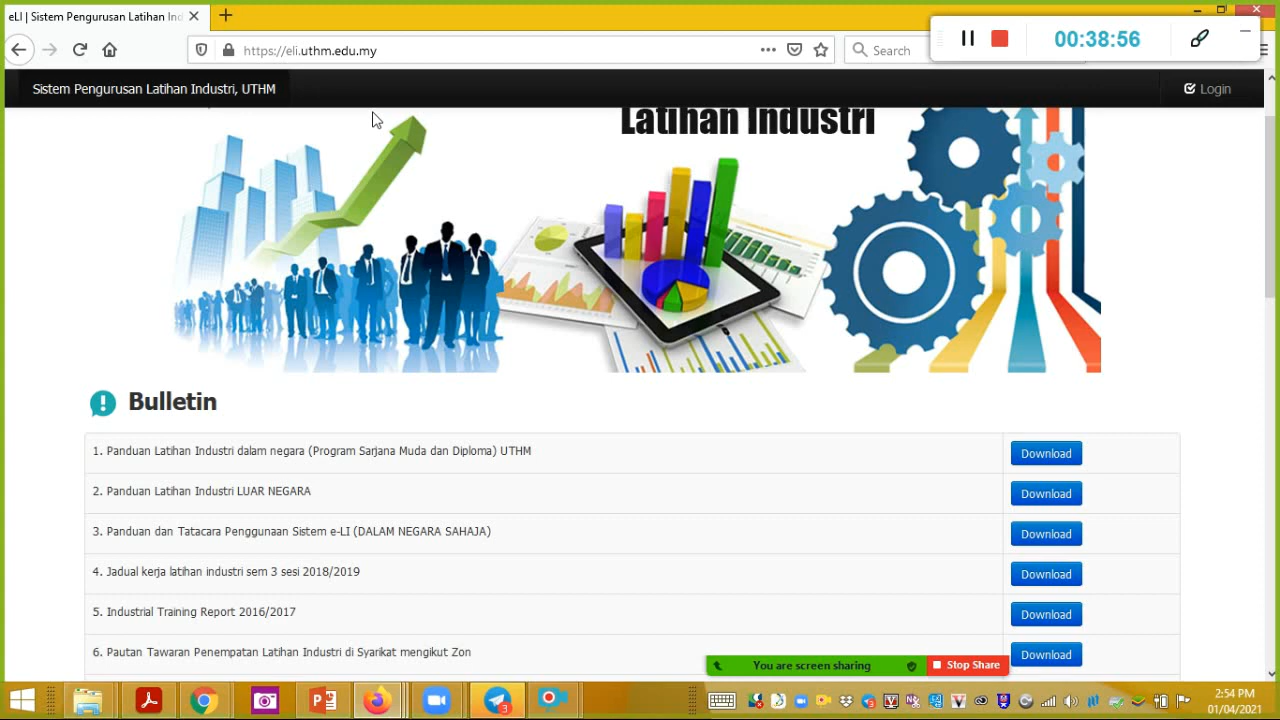 eLI | Sistem Pengurusan Latihan Ind
https://eli.uthm.edu.my
Search
00:38:56
Sistem Pengurusan Latihan Industri, UTHM
Login
Latihan Industri
Bulletin
1. Panduan Latihan Industri dalam negara (Program Sarjana Muda dan Diploma) UTHM
Download
2. Panduan Latihan Industri LUAR NEGARA
Download
3. Panduan dan Tatacara Penggunaan Sistem e-LI (DALAM NEGARA SAHAJA)
Download
4. Jadual kerja latihan industri sem 3 sesi 2018/2019
Download
5. Industrial Training Report 2016/2017
Download
6. Pautan Tawaran Penempatan Latihan Industri di Syarikat mengikut Zon
Download
You are screen sharing
Stop Share
3
2:54 PM
01/04/2021